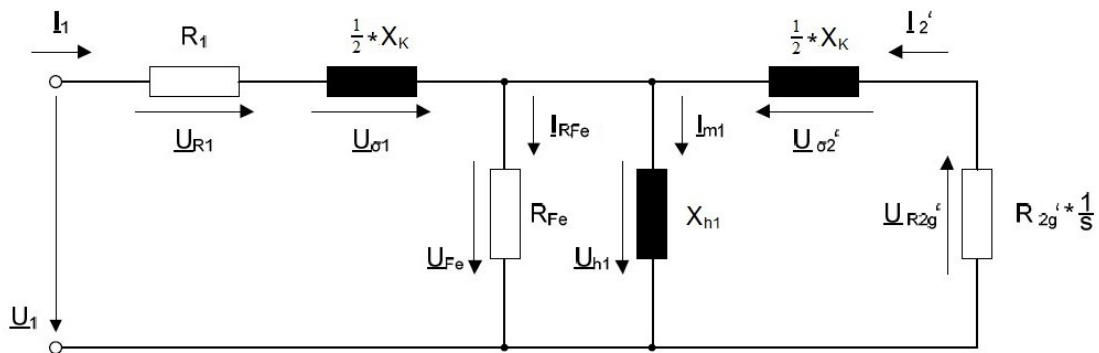 I1
R1
1/2 * XK
1/2 * XK
I2'
UR1
Uσ1
IRFe
Im1
Uσ2'
RFe
Xh1
UR2g'
R2g' * 1/s
UFe
Uh1
U1